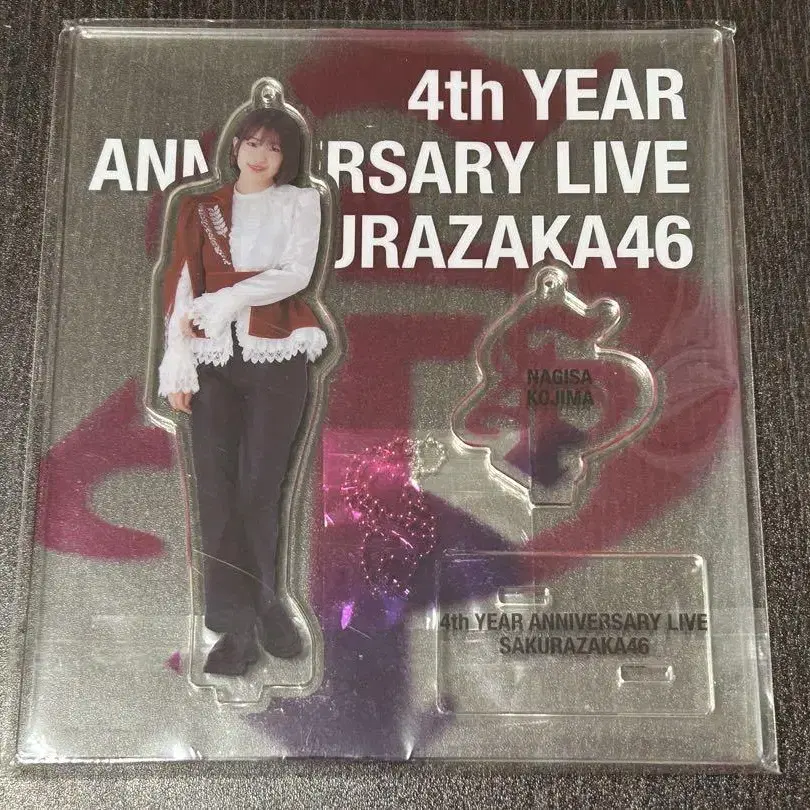 4th YEAR
ANN RSARY LIVE
URAZAKA46
NAGISA
KOJIMA
4th YEAR ANNIVERSARY LIVE
SAKURAZAKA46